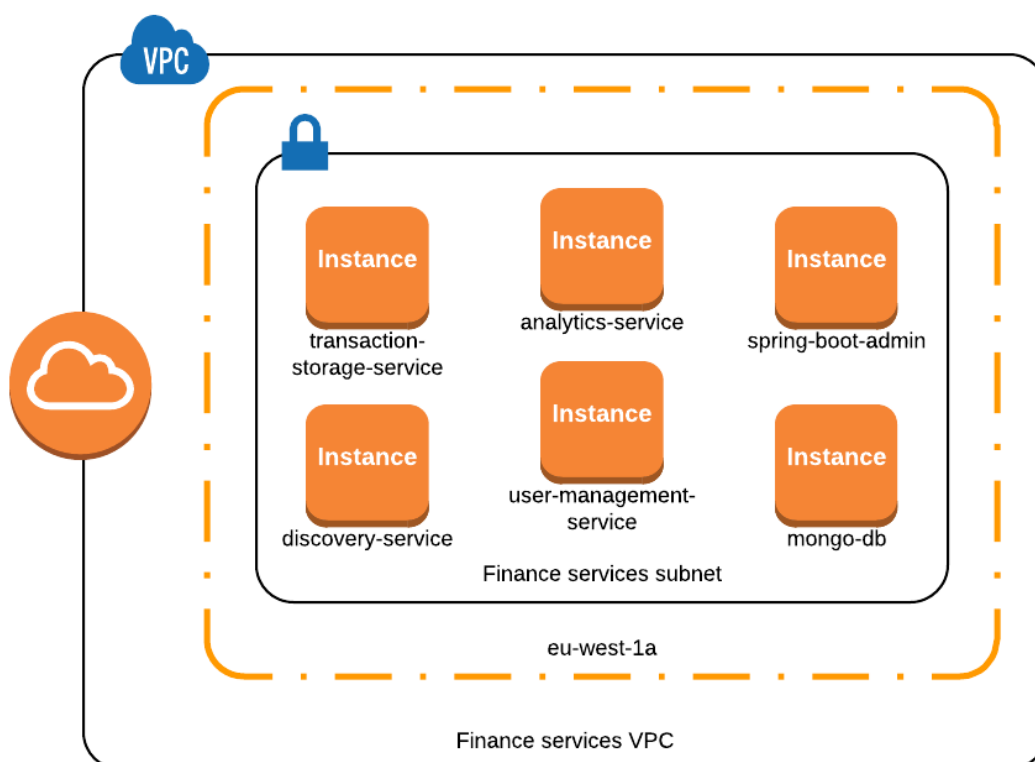 VPC
Instance
transaction-
storage-service
Instance
analytics-service
Instance
spring-boot-admin
Instance
discovery-service
Instance
user-management-
service
Instance
mongo-db
Finance services subnet
eu-west-1a
Finance services VPC